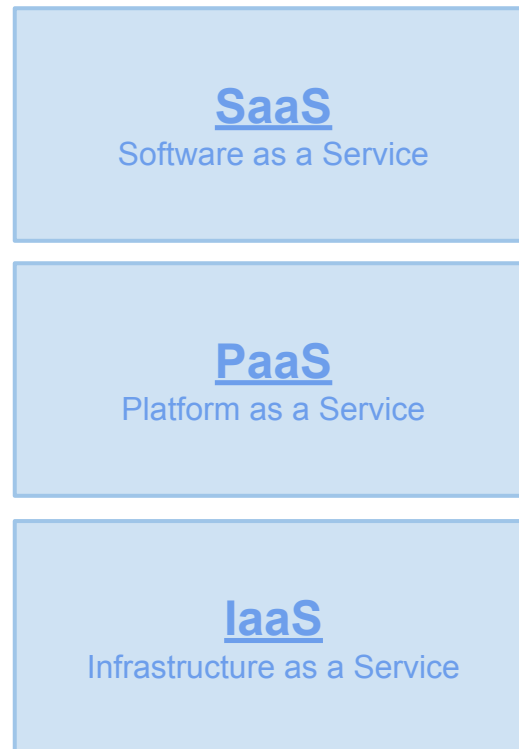 SaaS
Software as a Service
PaaS
Platform as a Service
IaaS
Infrastructure as a Service